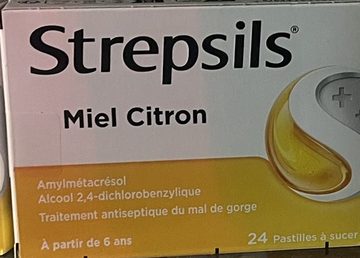 Strepsils®
Miel Citron
Amylmétacrésol
Alcool 2,4-dichlorobenzylique
Traitement antiseptique du mal de gorge
À partir de 6 ans
24 Pastilles à sucer